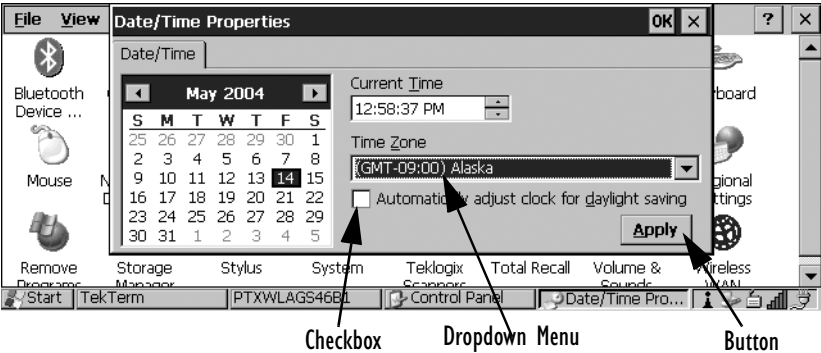 File View
Date/Time Properties OK ×
? ×
Date/Time
Bluetooth
Device ...
Mouse
Remove
Programs
May 2004
S M T W T F S
25 26 27 28 29 30 1
2 3 4 5 6 7 8
9 10 11 12 13 14 15
16 17 18 19 20 21 22
23 24 25 26 27 28 29
30 31 1 2 3 4 5
Current Time
12:58:37 PM
Time Zone
(GMT-09:00) Alaska
Automatically adjust clock for daylight saving
Apply
Storage
Manager
Stylus
System
Teklogix
Scanners
Total Recall
Volume &
Sounds
Wireless
WAN
Start TekTerm PTXWLAGS46B1 Control Panel Date/Time Pro...
Checkbox Dropdown Menu Button